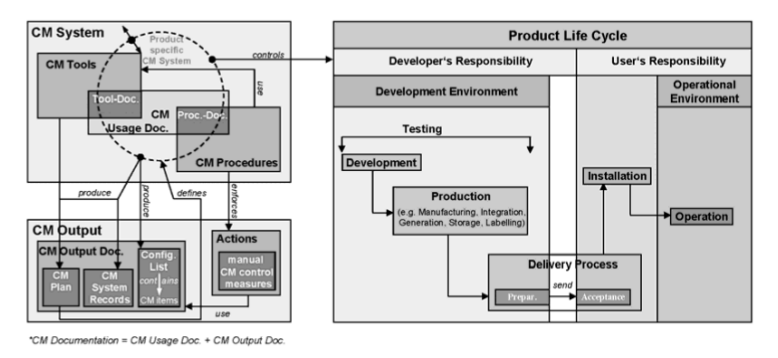 CM System
Product
specific
CM System
CM Tools
Tool-Doc.
CM
Usage Doc.
Proc.-Doc.
CM Procedures
use
controls
produce
produce
defines
enforces
CM Output
CM Output Doc.
CM
Plan
CM
System
Records
Config.
List
contains
CM items
Actions
manual
CM control
measures
use
*CM Documentation = CM Usage Doc. + CM Output Doc.
Product Life Cycle
Developer's Responsibility
User's Responsibility
Development Environment
Operational
Environment
Testing
Development
Production
(e.g. Manufacturing, Integration,
Generation, Storage, Labelling)
Installation
Operation
Delivery Process
Prepar.
send
Acceptance